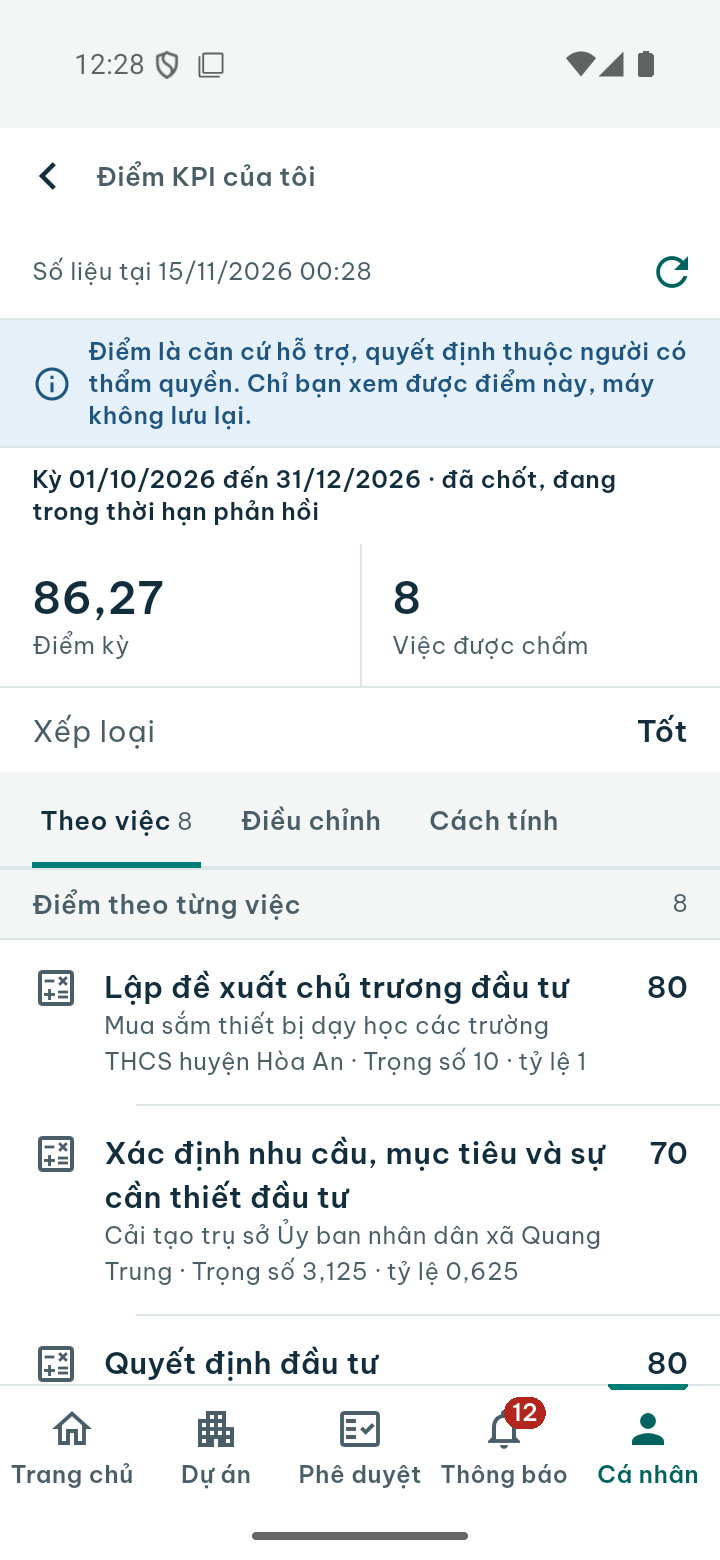 12:28
Điểm KPI của tôi
Số liệu tại 15/11/2026 00:28
Điểm là căn cứ hỗ trợ, quyết định thuộc người có
thẩm quyền. Chỉ bạn xem được điểm này, máy
không lưu lại.
Kỳ 01/10/2026 đến 31/12/2026 · đã chốt, đang
trong thời hạn phản hồi
86,27
Điểm kỳ
8
Việc được chấm
Xếp loại
Tốt
Theo việc 8
Điều chỉnh
Cách tính
Điểm theo từng việc
8
Lập đề xuất chủ trương đầu tư
80
Mua sắm thiết bị dạy học các trường
THCS huyện Hòa An · Trọng số 10 · tỷ lệ 1
Xác định nhu cầu, mục tiêu và sự
70
cần thiết đầu tư
Cải tạo trụ sở Ủy ban nhân dân xã Quang
Trung · Trọng số 3,125 · tỷ lệ 0,625
Quyết định đầu tư
80
12
Trang chủ
Dự án
Phê duyệt
Thông báo
Cá nhân